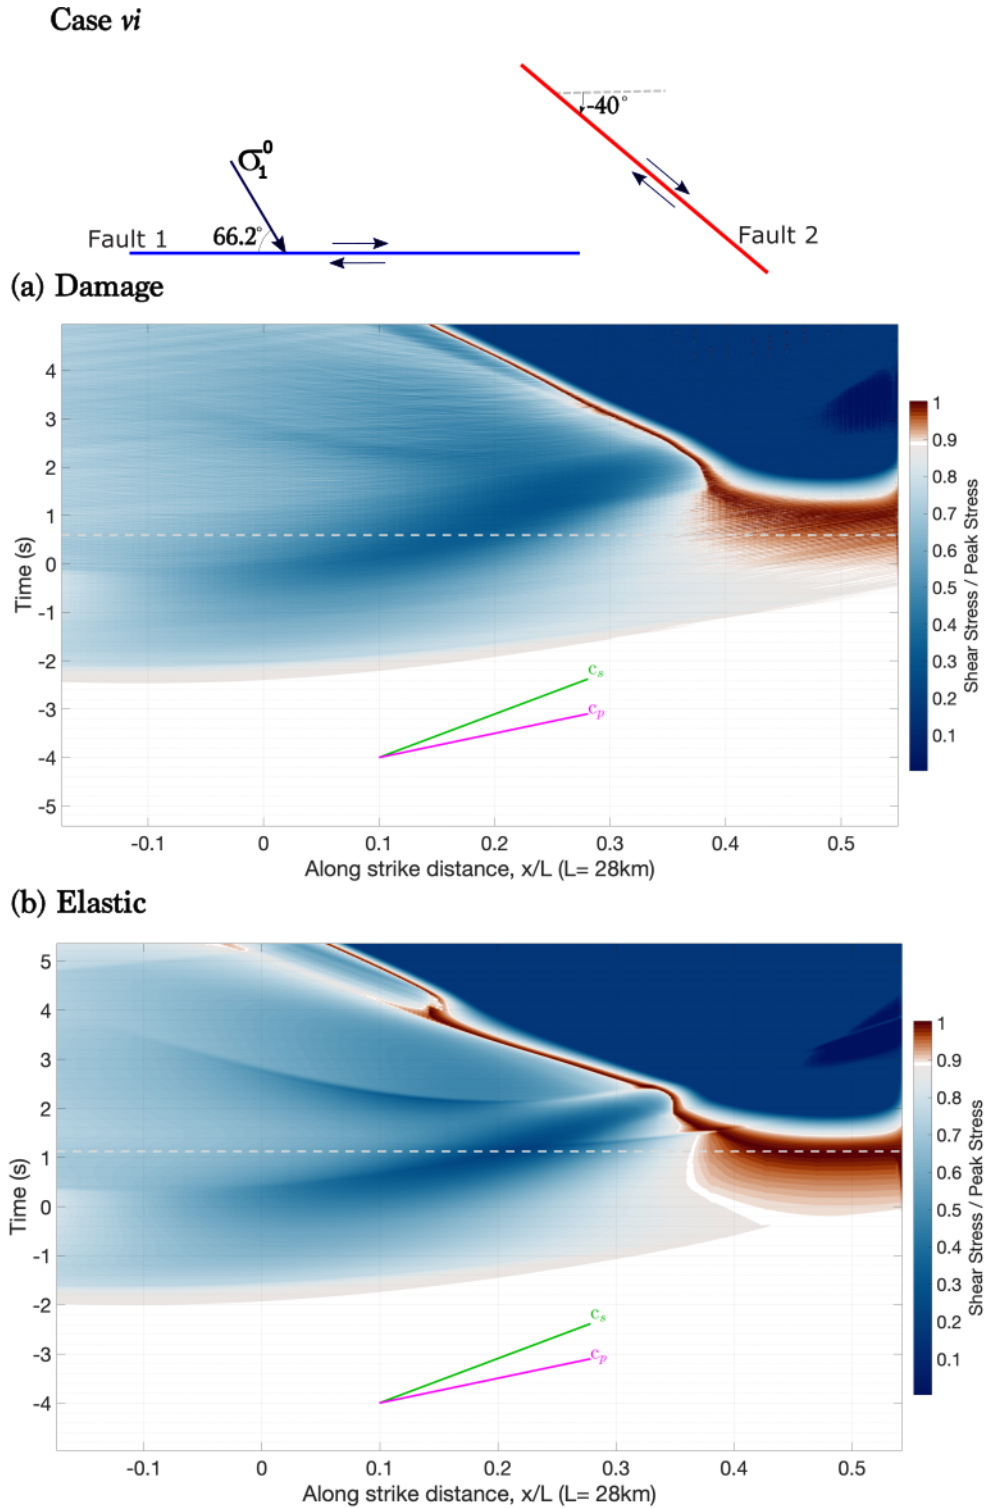 Case vi
-40°
σ₁⁰
66.2°
Fault 1
Fault 2
(a) Damage
4
3
2
1
0
-1
-2
-3
-4
-5
Time (s)
c_s
c_p
-0.1 0 0.1 0.2 0.3 0.4 0.5
Along strike distance, x/L (L= 28km)
1
0.9
0.8
0.7
0.6
0.5
0.4
0.3
0.2
0.1
Shear Stress / Peak Stress
(b) Elastic
5
4
3
2
1
0
-1
-2
-3
-4
Time (s)
c_s
c_p
-0.1 0 0.1 0.2 0.3 0.4 0.5
Along strike distance, x/L (L= 28km)
1
0.9
0.8
0.7
0.6
0.5
0.4
0.3
0.2
0.1
Shear Stress / Peak Stress